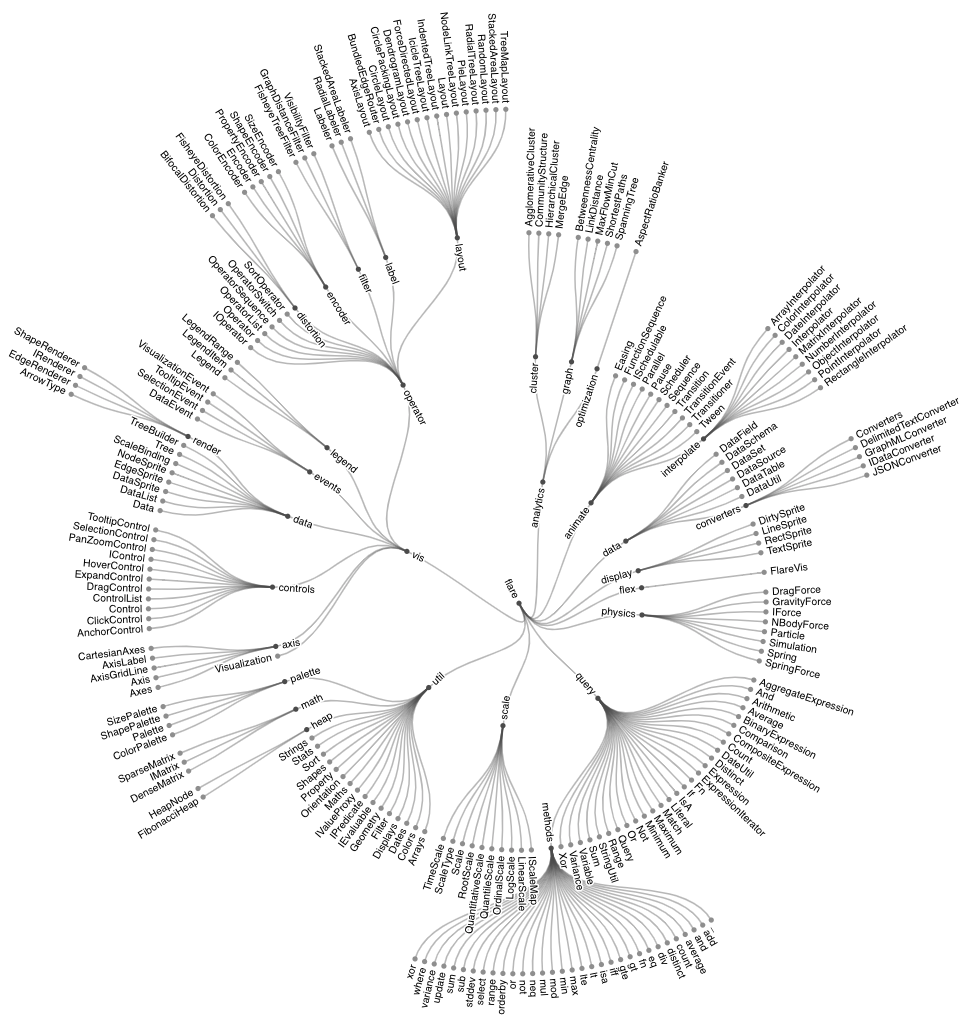 flare
analytics
cluster
AgglomerativeCluster
CommunityStructure
HierarchicalCluster
MergeEdge
graph
BetweennessCentrality
LinkDistance
MaxFlowMinCut
ShortestPaths
SpanningTree
optimization
AspectRatioBanker
animate
Easing
FunctionSequence
ISchedulable
Parallel
Pause
Scheduler
Sequence
Transition
TransitionEvent
Transitioner
Tween
interpolate
ArrayInterpolator
ColorInterpolator
DateInterpolator
Interpolator
MatrixInterpolator
NumberInterpolator
ObjectInterpolator
PointInterpolator
RectangleInterpolator
data
DataField
DataSchema
DataSet
DataSource
DataTable
DataUtil
converters
Converters
DelimitedTextConverter
GraphMLConverter
IDataConverter
JSONConverter
display
DirtySprite
LineSprite
RectSprite
TextSprite
flex
FlareVis
physics
DragForce
GravityForce
IForce
NBodyForce
Particle
Simulation
Spring
SpringForce
query
AggregateExpression
And
Arithmetic
Average
BinaryExpression
Comparison
CompositeExpression
Count
DateUtil
Distinct
Expression
ExpressionIterator
Fn
If
IsA
Literal
Match
Maximum
Minimum
Not
Or
Query
Range
StringUtil
Sum
Variable
Variance
Xor
methods
add
and
average
count
distinct
div
eq
fn
gt
gte
iff
isa
lt
lte
max
min
mod
mul
neq
not
or
orderby
range
select
stddev
sub
sum
update
variance
where
xor
_
scale
IScaleMap
LinearScale
LogScale
OrdinalScale
QuantileScale
QuantitativeScale
RootScale
Scale
ScaleType
TimeScale
util
Arrays
Colors
Dates
Displays
Filter
Geometry
IEvaluable
IPredicate
IValueProxy
Maths
Orientation
Property
Shapes
Sort
Stats
Strings
heap
FibonacciHeap
HeapNode
math
DenseMatrix
IMatrix
SparseMatrix
palette
ColorPalette
Palette
ShapePalette
SizePalette
vis
Visualization
axis
Axes
Axis
AxisGridLine
AxisLabel
CartesianAxes
controls
AnchorControl
ClickControl
Control
ControlList
DragControl
ExpandControl
HoverControl
IControl
PanZoomControl
SelectionControl
TooltipControl
data
Data
DataList
DataSprite
EdgeSprite
NodeSprite
ScaleBinding
Tree
TreeBuilder
render
ArrowType
EdgeRenderer
IRenderer
ShapeRenderer
events
DataEvent
SelectionEvent
TooltipEvent
VisualizationEvent
legend
Legend
LegendItem
LegendRange
operator
IOperator
Operator
OperatorList
OperatorSequence
OperatorSwitch
SortOperator
distortion
BifocalDistortion
Distortion
FisheyeDistortion
encoder
ColorEncoder
Encoder
PropertyEncoder
ShapeEncoder
SizeEncoder
filter
FisheyeTreeFilter
GraphDistanceFilter
VisibilityFilter
label
Labeler
RadialLabeler
StackedAreaLabeler
layout
AxisLayout
BundledEdgeRouter
CircleLayout
CirclePackingLayout
DendrogramLayout
ForceDirectedLayout
IcicleTreeLayout
IndentedTreeLayout
Layout
NodeLinkTreeLayout
PieLayout
RadialTreeLayout
RandomLayout
StackedAreaLayout
TreeMapLayout